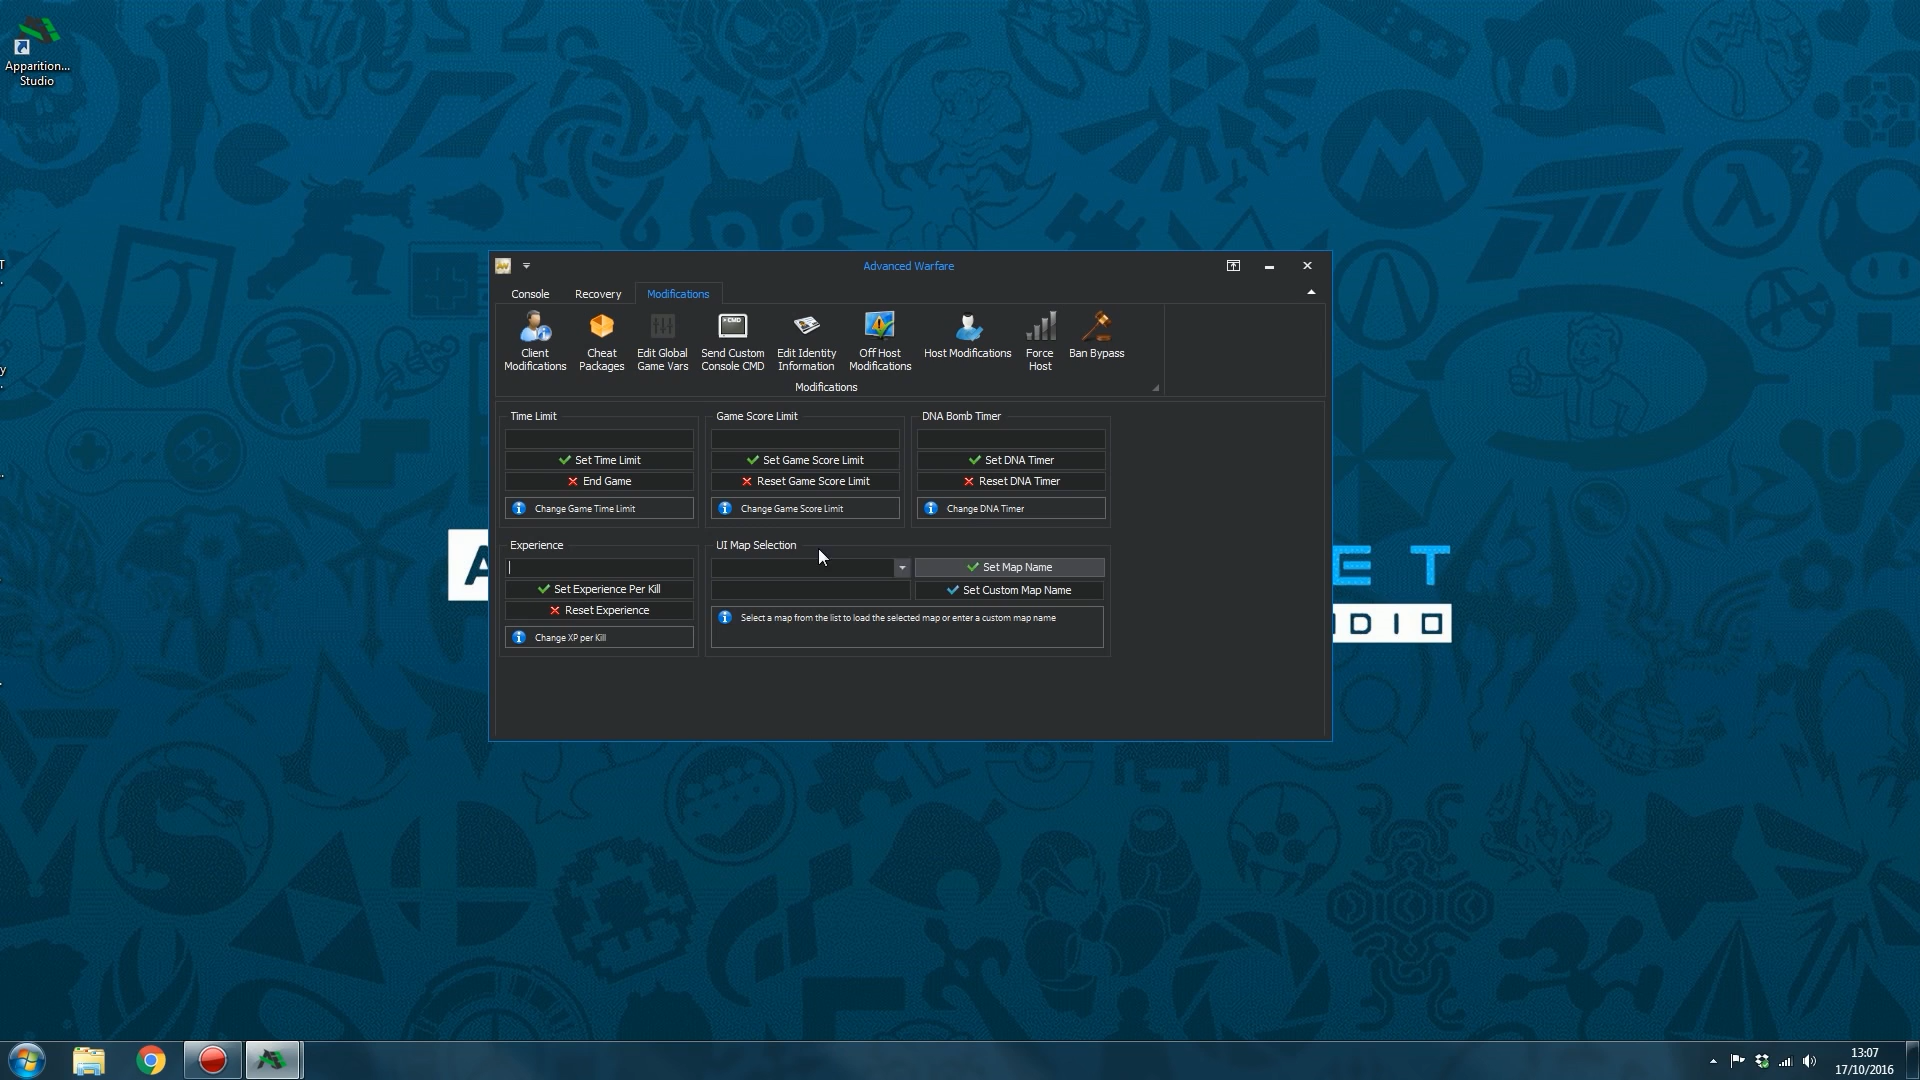 Apparition...
Studio
Advanced Warfare
Console
Recovery
Modifications
Client
Modifications
Cheat
Packages
Edit Global
Game Vars
CMD
Send Custom
Console CMD
Edit Identity
Information
Off Host
Modifications
Host Modifications
Force
Host
Ban Bypass
Modifications
Time Limit
Set Time Limit
End Game
Change Game Time Limit
Game Score Limit
Set Game Score Limit
Reset Game Score Limit
Change Game Score Limit
DNA Bomb Timer
Set DNA Timer
Reset DNA Timer
Change DNA Timer
Experience
Set Experience Per Kill
Reset Experience
Change XP per Kill
UI Map Selection
Set Map Name
Set Custom Map Name
Select a map from the list to load the selected map or enter a custom map name
13:07
17/10/2016